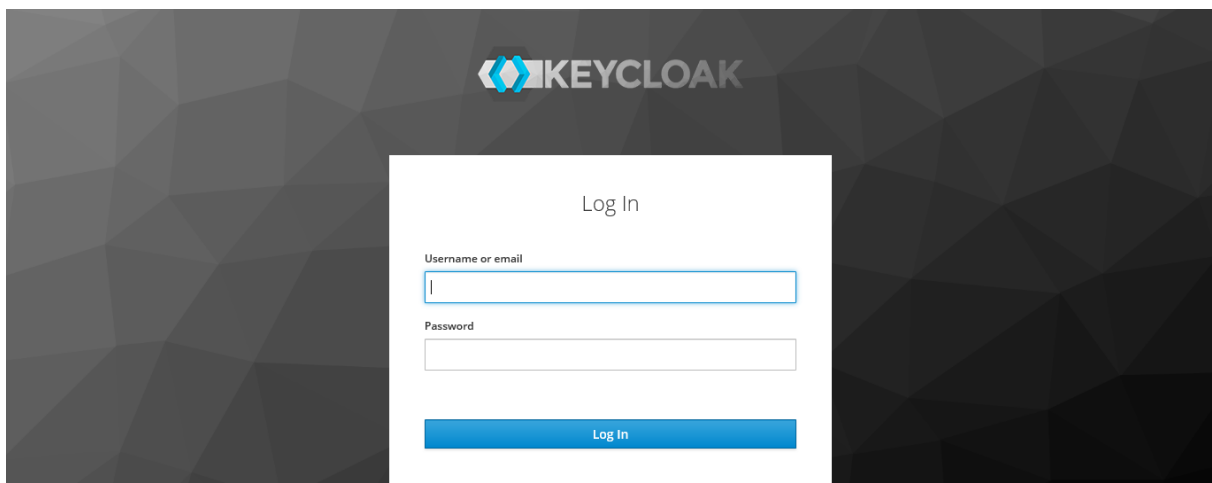 KEYCLOAK
Log In
Username or email
Password
Log In